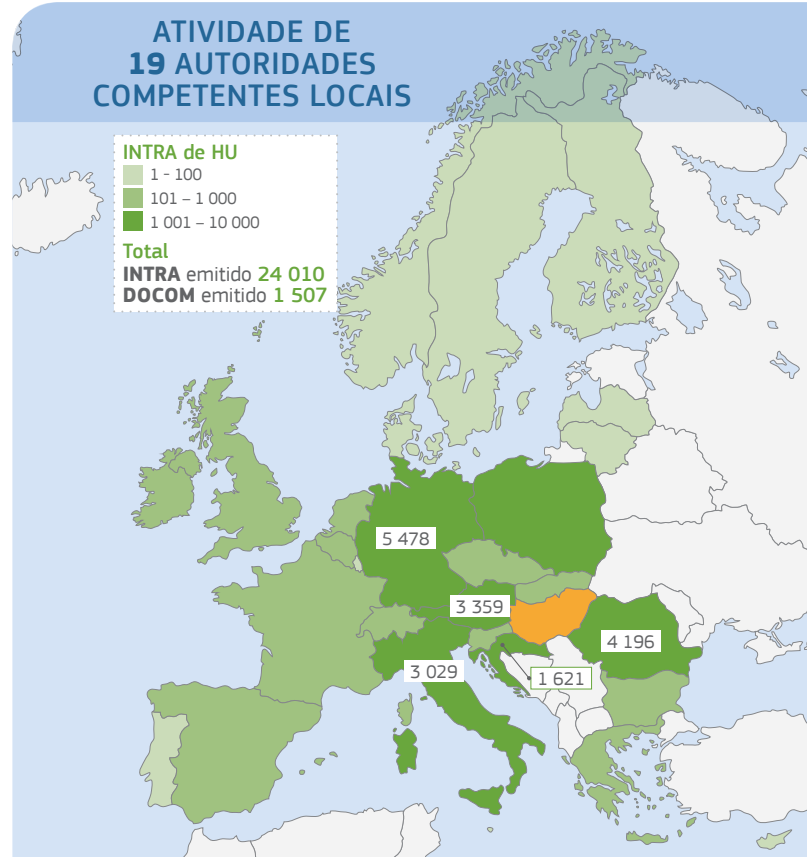 ATIVIDADE DE
19 AUTORIDADES
COMPETENTES LOCAIS
INTRA de HU
1 - 100
101 – 1 000
1 001 – 10 000
Total
INTRA emitido 24 010
DOCOM emitido 1 507
5 478
3 359
4 196
3 029
1 621